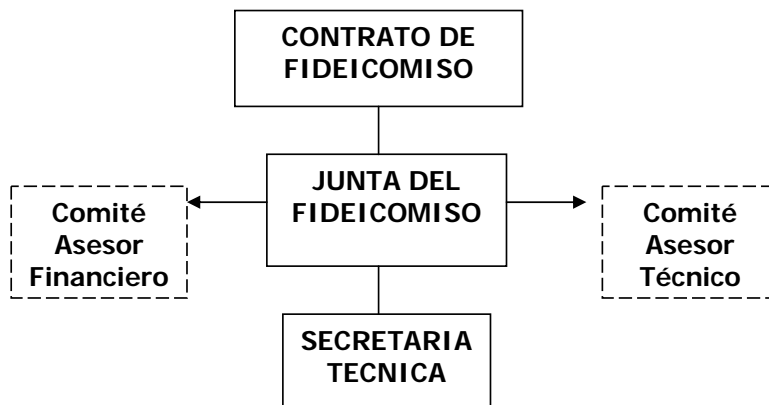 CONTRATO DE
FIDEICOMISO
JUNTA DEL
FIDEICOMISO
Comité
Asesor
Financiero
Comité
Asesor
Técnico
SECRETARIA
TECNICA